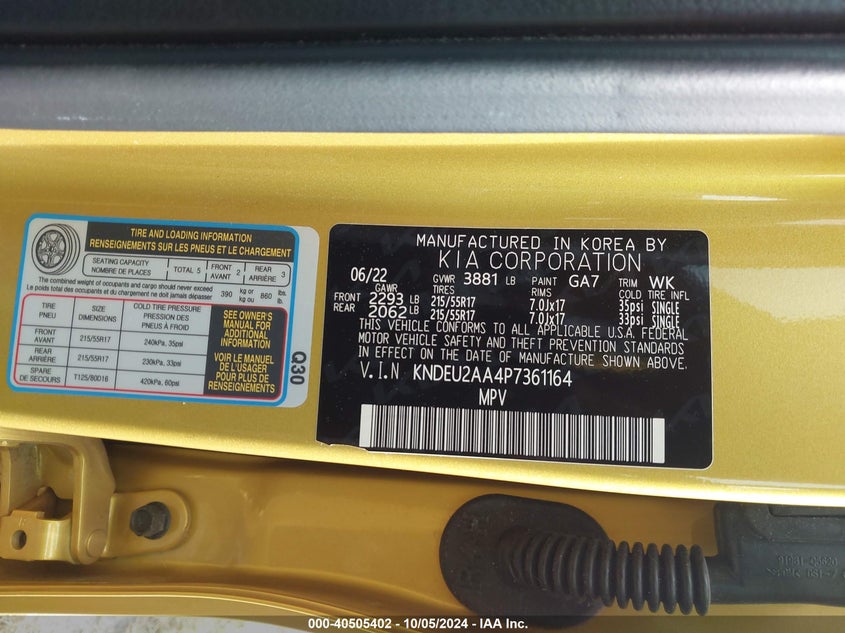 TIRE AND LOADING INFORMATION
RENSEIGNEMENTS SUR LES PNEUS ET LE CHARGEMENT
SEATING CAPACITY
NOMBRE DE PLACES
TOTAL 5
FRONT
AVANT 2
REAR
ARRIÈRE 3
The combined weight of occupants and cargo should never exceed
Le poids total des occupants et du chargement ne doit jamais dépasser
390 kg or
kg ou
860 lbs.
lb.
TIRE
PNEU
SIZE
DIMENSIONS
COLD TIRE PRESSURE
PRESSION DES
PNEUS À FROID
FRONT
AVANT
215/55R17
240kPa, 35psi
REAR
ARRIÈRE
215/55R17
230kPa, 33psi
SPARE
DE SECOURS
T125/80D16
420kPa, 60psi
SEE OWNER'S
MANUAL FOR
ADDITIONAL
INFORMATION
VOIR LE MANUEL
DE L'USAGER
POUR PLUS DE
RENSEIGNEMENTS
Q30
MANUFACTURED IN KOREA BY
KIA CORPORATION
06/22 GVWR 3881 LB PAINT GA7 TRIM WK
GAWR TIRES RIMS COLD TIRE INFL
FRONT 2293 LB 215/55R17 7.0Jx17 35psi SINGLE
REAR 2062 LB 215/55R17 7.0Jx17 33psi SINGLE
THIS VEHICLE CONFORMS TO ALL APPLICABLE U.S.A. FEDERAL
MOTOR VEHICLE SAFETY AND THEFT PREVENTION STANDARDS
IN EFFECT ON THE DATE OF MANUFACTURE SHOWN ABOVE.
V.I.N KNDEU2AA4P7361164
MPV
000-40505402 - 10/05/2024 - IAA Inc.